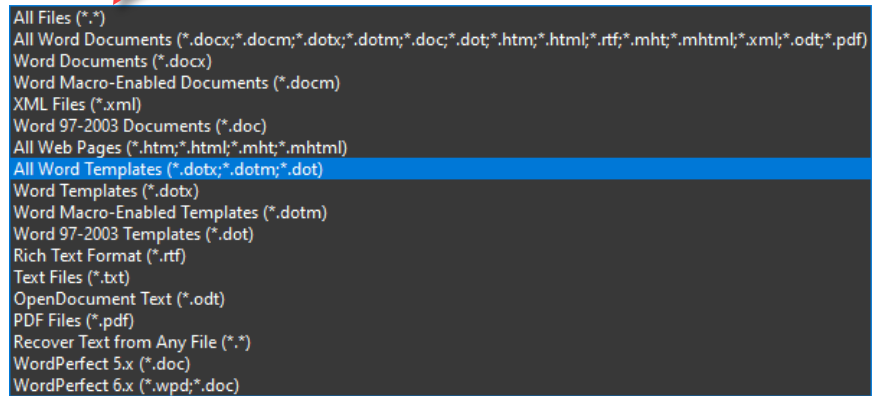 All Files (*.*)
All Word Documents (*.docx;*.docm;*.dotx;*.dotm;*.doc;*.dot;*.htm;*.html;*.rtf;*.mht;*.mhtml;*.xml;*.odt;*.pdf)
Word Documents (*.docx)
Word Macro-Enabled Documents (*.docm)
XML Files (*.xml)
Word 97-2003 Documents (*.doc)
All Web Pages (*.htm;*.html;*.mht;*.mhtml)
All Word Templates (*.dotx;*.dotm;*.dot)
Word Templates (*.dotx)
Word Macro-Enabled Templates (*.dotm)
Word 97-2003 Templates (*.dot)
Rich Text Format (*.rtf)
Text Files (*.txt)
OpenDocument Text (*.odt)
PDF Files (*.pdf)
Recover Text from Any File (*.*)
WordPerfect 5.x (*.doc)
WordPerfect 6.x (*.wpd;*.doc)